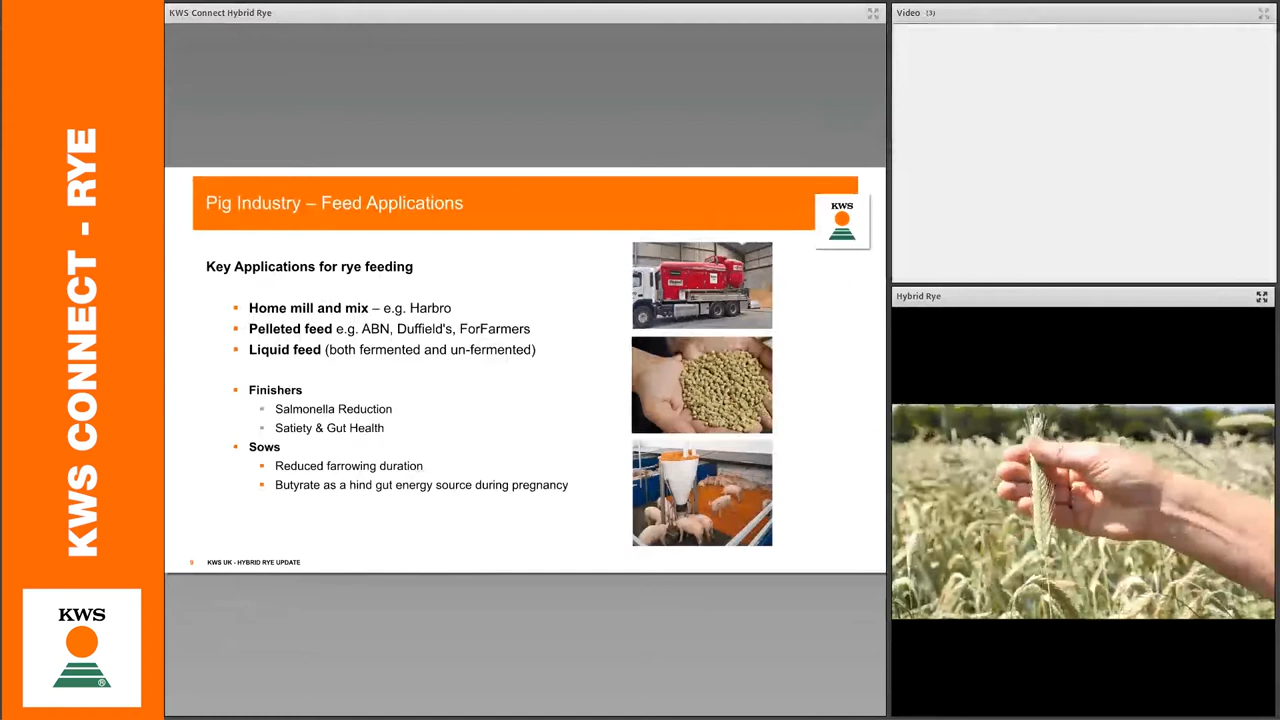 KWS CONNECT - RYE
KWS
®
KWS Connect Hybrid Rye
Pig Industry – Feed Applications
KWS
Key Applications for rye feeding
Home mill and mix – e.g. Harbro
Pelleted feed e.g. ABN, Duffield's, ForFarmers
Liquid feed (both fermented and un-fermented)
Finishers
Salmonella Reduction
Satiety & Gut Health
Sows
Reduced farrowing duration
Butyrate as a hind gut energy source during pregnancy
9 KWS UK - HYBRID RYE UPDATE
Video (3)
Hybrid Rye